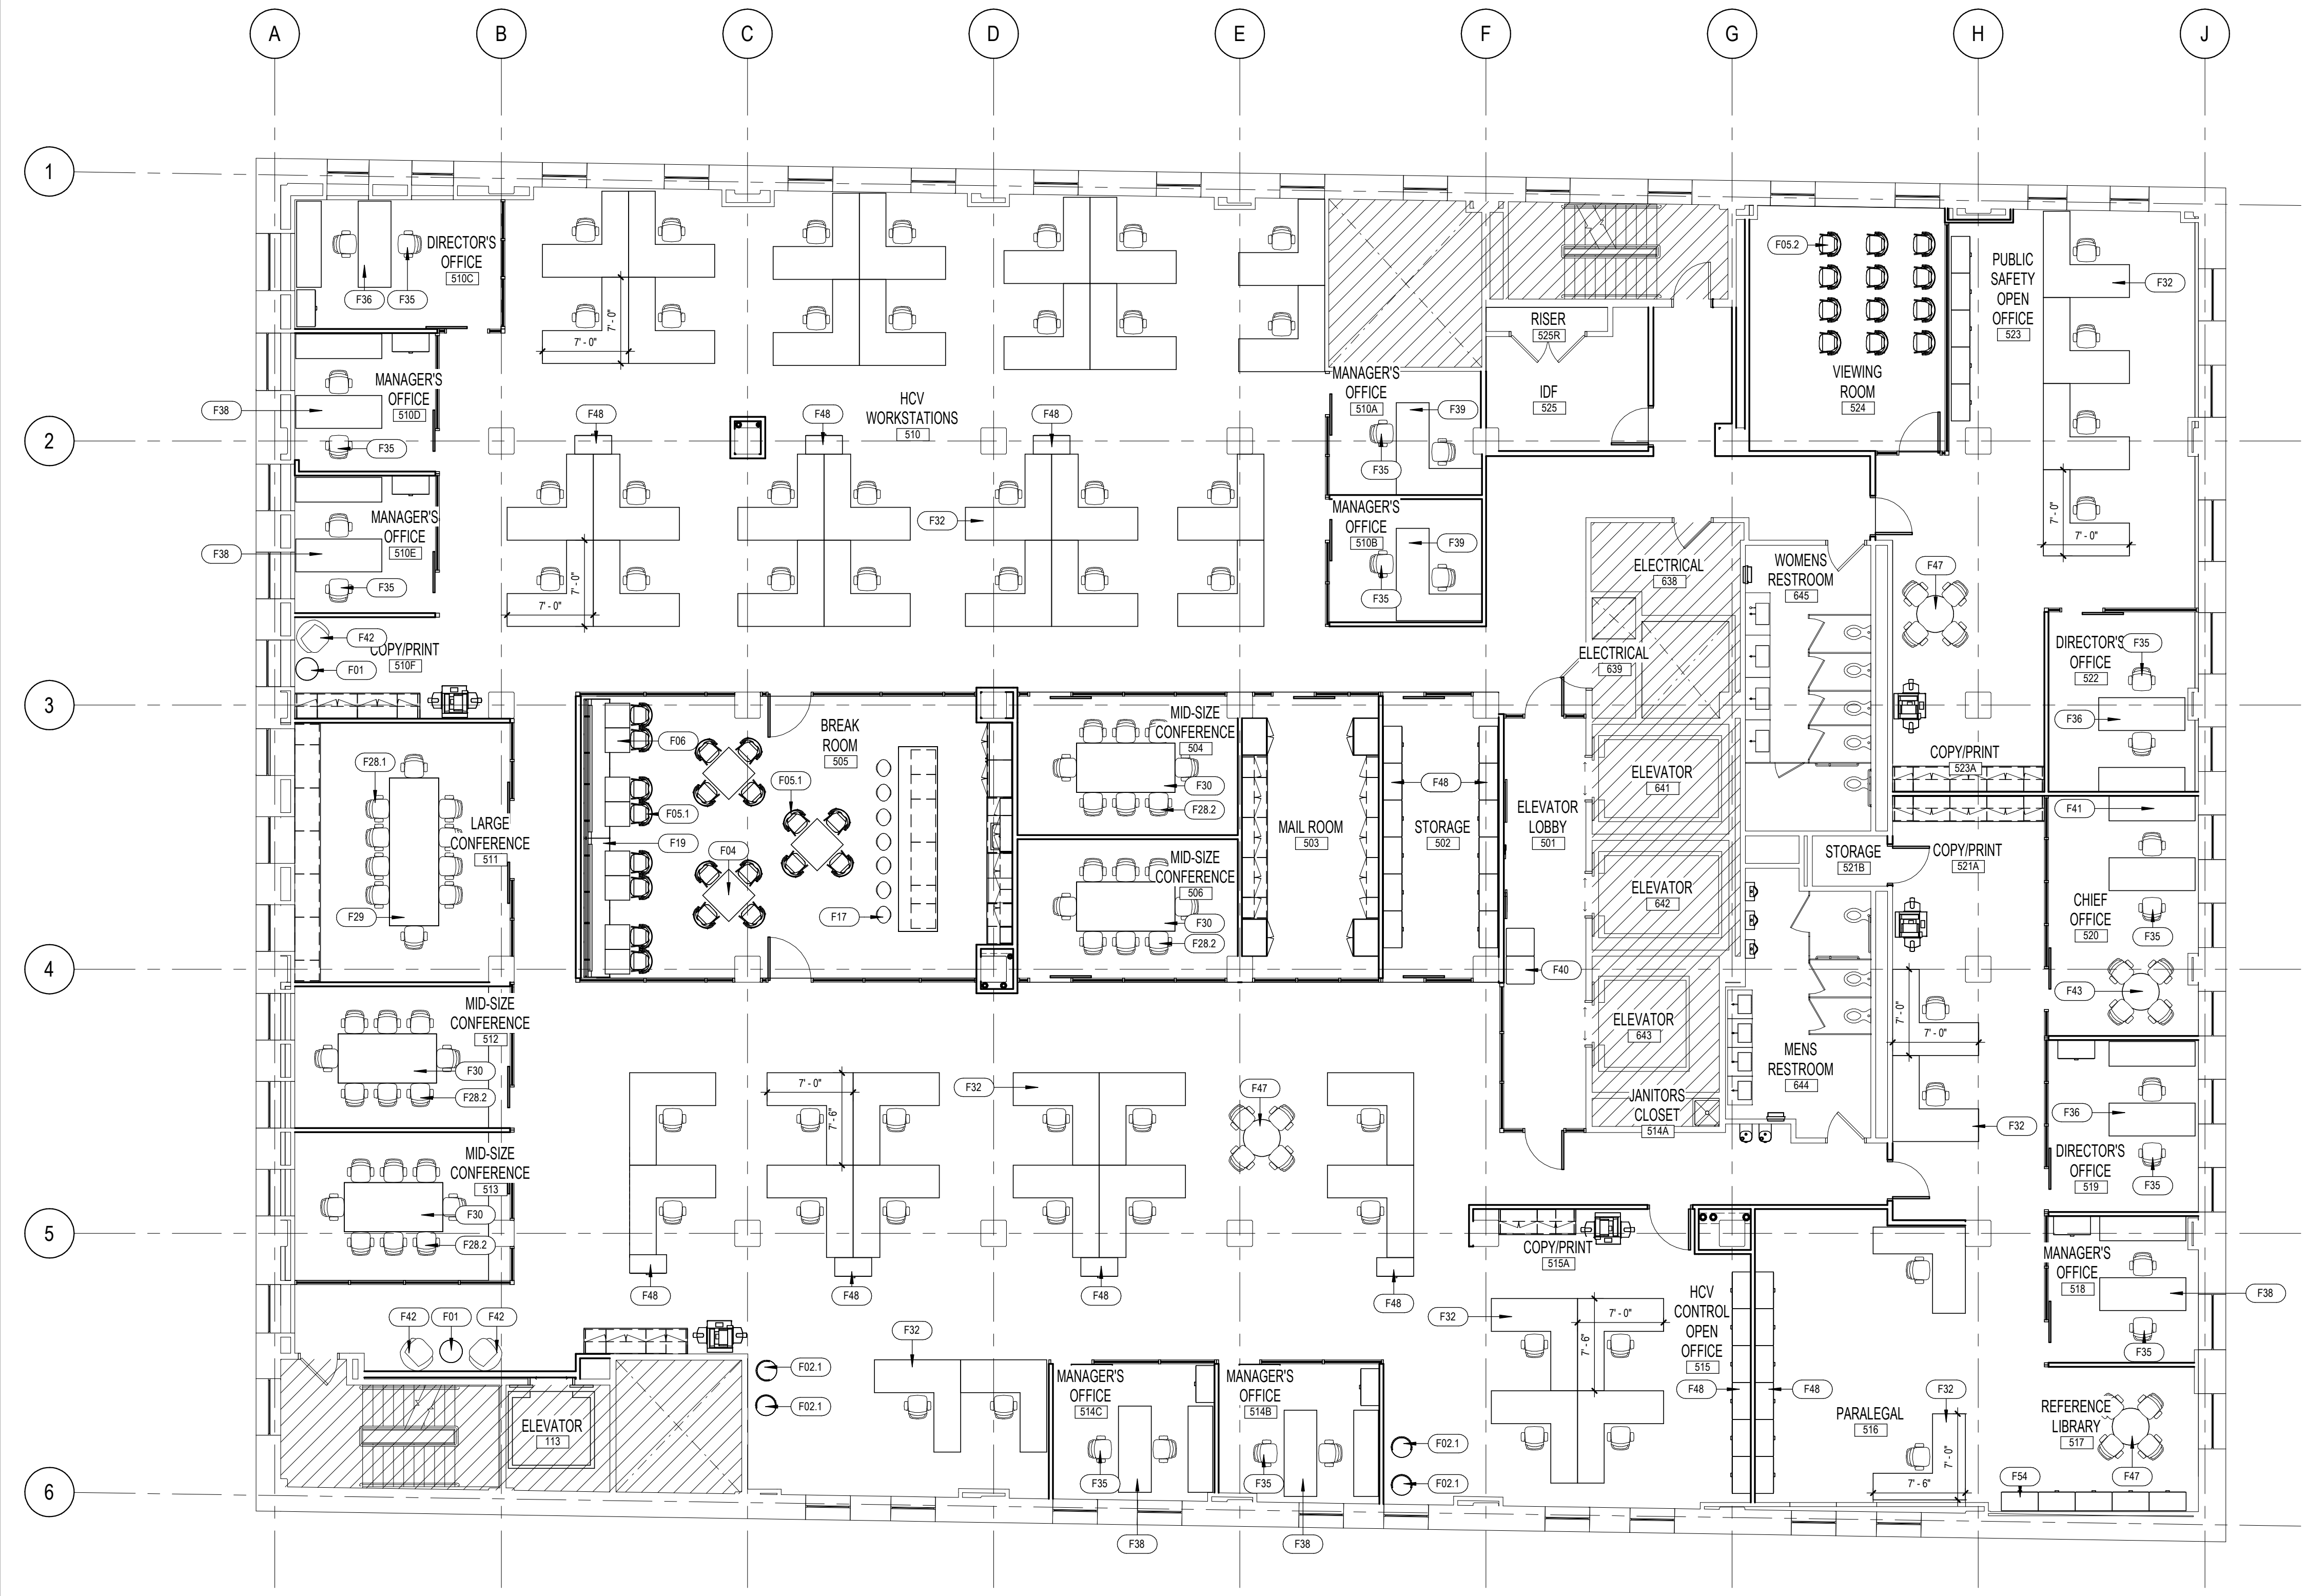 A B C D E F G H J
1
DIRECTOR'S
OFFICE
510C
F36 F35
7' - 0"
7' - 0"
F05.2
PUBLIC
SAFETY
OPEN
OFFICE
523
F32
RISER
525R
VIEWING
ROOM
524
MANAGER'S
OFFICE
510D
F38
F35
2
F48
F48
HCV
WORKSTATIONS
510
F48
MANAGER'S
OFFICE
510A
F39
F35
IDF
525
MANAGER'S
OFFICE
510E
F38
F35
F32
7' - 0"
7' - 0"
MANAGER'S
OFFICE
510B
F39
F35
ELECTRICAL
638
WOMENS
RESTROOM
645
F47
7' - 0"
7' - 0"
F42
COPY/PRINT
510F
F01
ELECTRICAL
639
DIRECTOR'S
OFFICE
522
F35
F36
3
BREAK
ROOM
505
F06
F05.1
F05.1
F19
F04
F17
MID-SIZE
CONFERENCE
504
F30
F28.2
COPY/PRINT
523A
F28.1
LARGE
CONFERENCE
511
F29
MAIL ROOM
503
F48
STORAGE
502
ELEVATOR
LOBBY
501
ELEVATOR
641
F41
MID-SIZE
CONFERENCE
506
F30
F28.2
ELEVATOR
642
STORAGE
521B
COPY/PRINT
521A
CHIEF
OFFICE
520
F35
4
F40
F43
MID-SIZE
CONFERENCE
512
F30
F28.2
7' - 0"
7' - 6"
F32
F47
ELEVATOR
643
MENS
RESTROOM
644
7' - 0"
7' - 0"
F32
JANITORS
CLOSET
514A
F36
DIRECTOR'S
OFFICE
519
F35
MID-SIZE
CONFERENCE
513
F30
F28.2
5
F48
F48
F48
F48
COPY/PRINT
515A
MANAGER'S
OFFICE
518
F38
F35
F42 F01 F42
F32
F32
7' - 0"
7' - 6"
HCV
CONTROL
OPEN
OFFICE
515
F48 F48
F02.1
F02.1
MANAGER'S
OFFICE
514C
F35
F38
MANAGER'S
OFFICE
514B
F35
F38
F02.1
F02.1
ELEVATOR
113
PARALEGAL
516
F32
7' - 0"
7' - 6"
REFERENCE
LIBRARY
517
F54
F47
6